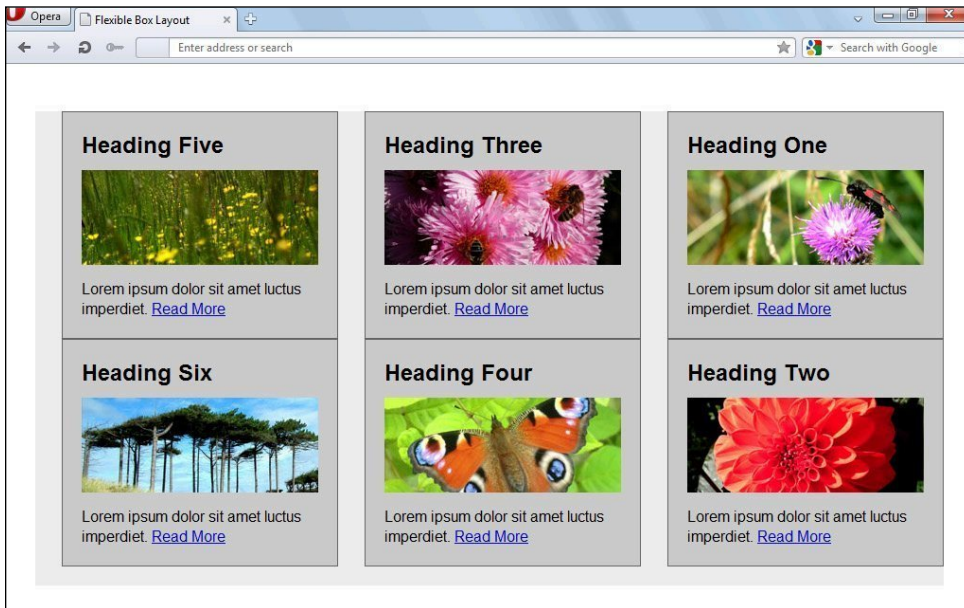 Opera
Flexible Box Layout
Enter address or search
Search with Google
Heading Five
Lorem ipsum dolor sit amet luctus
imperdiet. Read More
Heading Three
Lorem ipsum dolor sit amet luctus
imperdiet. Read More
Heading One
Lorem ipsum dolor sit amet luctus
imperdiet. Read More
Heading Six
Lorem ipsum dolor sit amet luctus
imperdiet. Read More
Heading Four
Lorem ipsum dolor sit amet luctus
imperdiet. Read More
Heading Two
Lorem ipsum dolor sit amet luctus
imperdiet. Read More